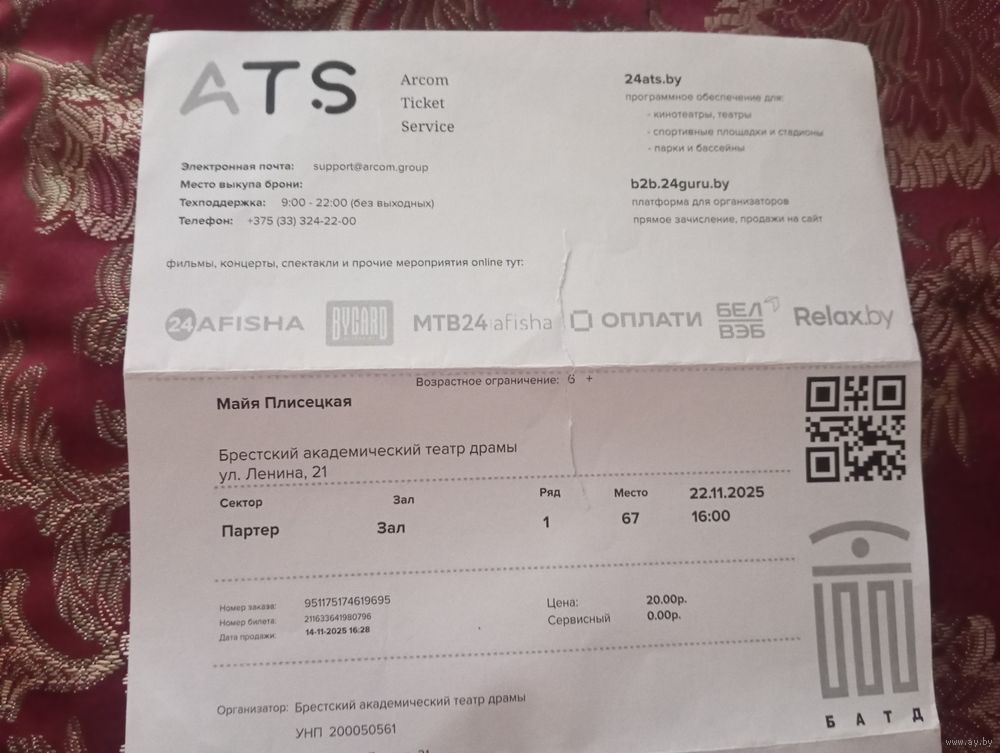 ATS
Arcom
Ticket
Service
24ats.by
программное обеспечение для:
- кинотеатры, театры
- спортивные площадки и стадионы
- парки и бассейны
Электронная почта: support@arcom.group
Место выкупа брони:
Техподдержка: 9:00 - 22:00 (без выходных)
Телефон: +375 (33) 324-22-00
b2b.24guru.by
платформа для организаторов
прямое зачисление, продажи на сайт
фильмы, концерты, спектакли и прочие мероприятия online тут:
24AFISHA BYCARD МТВ24|afisha ОПЛАТИ БЕЛ ВЭБ Relax.by
Возрастное ограничение: 6 +
Майя Плисецкая
Брестский академический театр драмы
ул. Ленина, 21
Сектор Зал Ряд Место 22.11.2025
Партер Зал 1 67 16:00
Номер заказа: 951175174619695
Номер билета: 211633641980796
Дата продажи: 14-11-2025 16:28
Цена: 20.00р.
Сервисный 0.00р.
БАТД
Организатор: Брестский академический театр драмы
УНП 200050561
21
www.ay.by